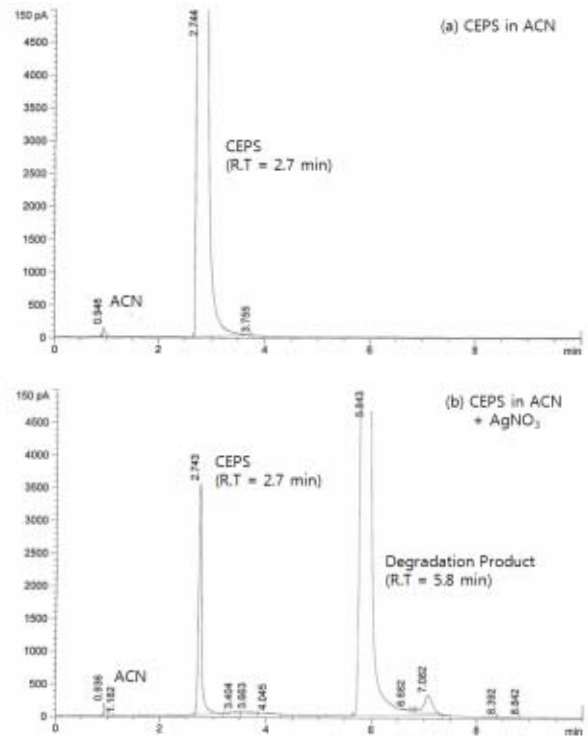 150 pA
(a) CEPS in ACN
4500
4000
3500
3000
2500
2000
1500
1000
500
0
2.744
CEPS
(R.T = 2.7 min)
0.946
ACN
3.755
0
2
4
6
8
min
150 pA
(b) CEPS in ACN
+ AgNO₃
4500
4000
3500
3000
2500
2000
1500
1000
500
0
5.843
2.743
CEPS
(R.T = 2.7 min)
Degradation Product
(R.T = 5.8 min)
0.936
1.182
ACN
3.404
3.663
4.045
6.662
7.082
8.392
8.842
0
2
4
6
8
min